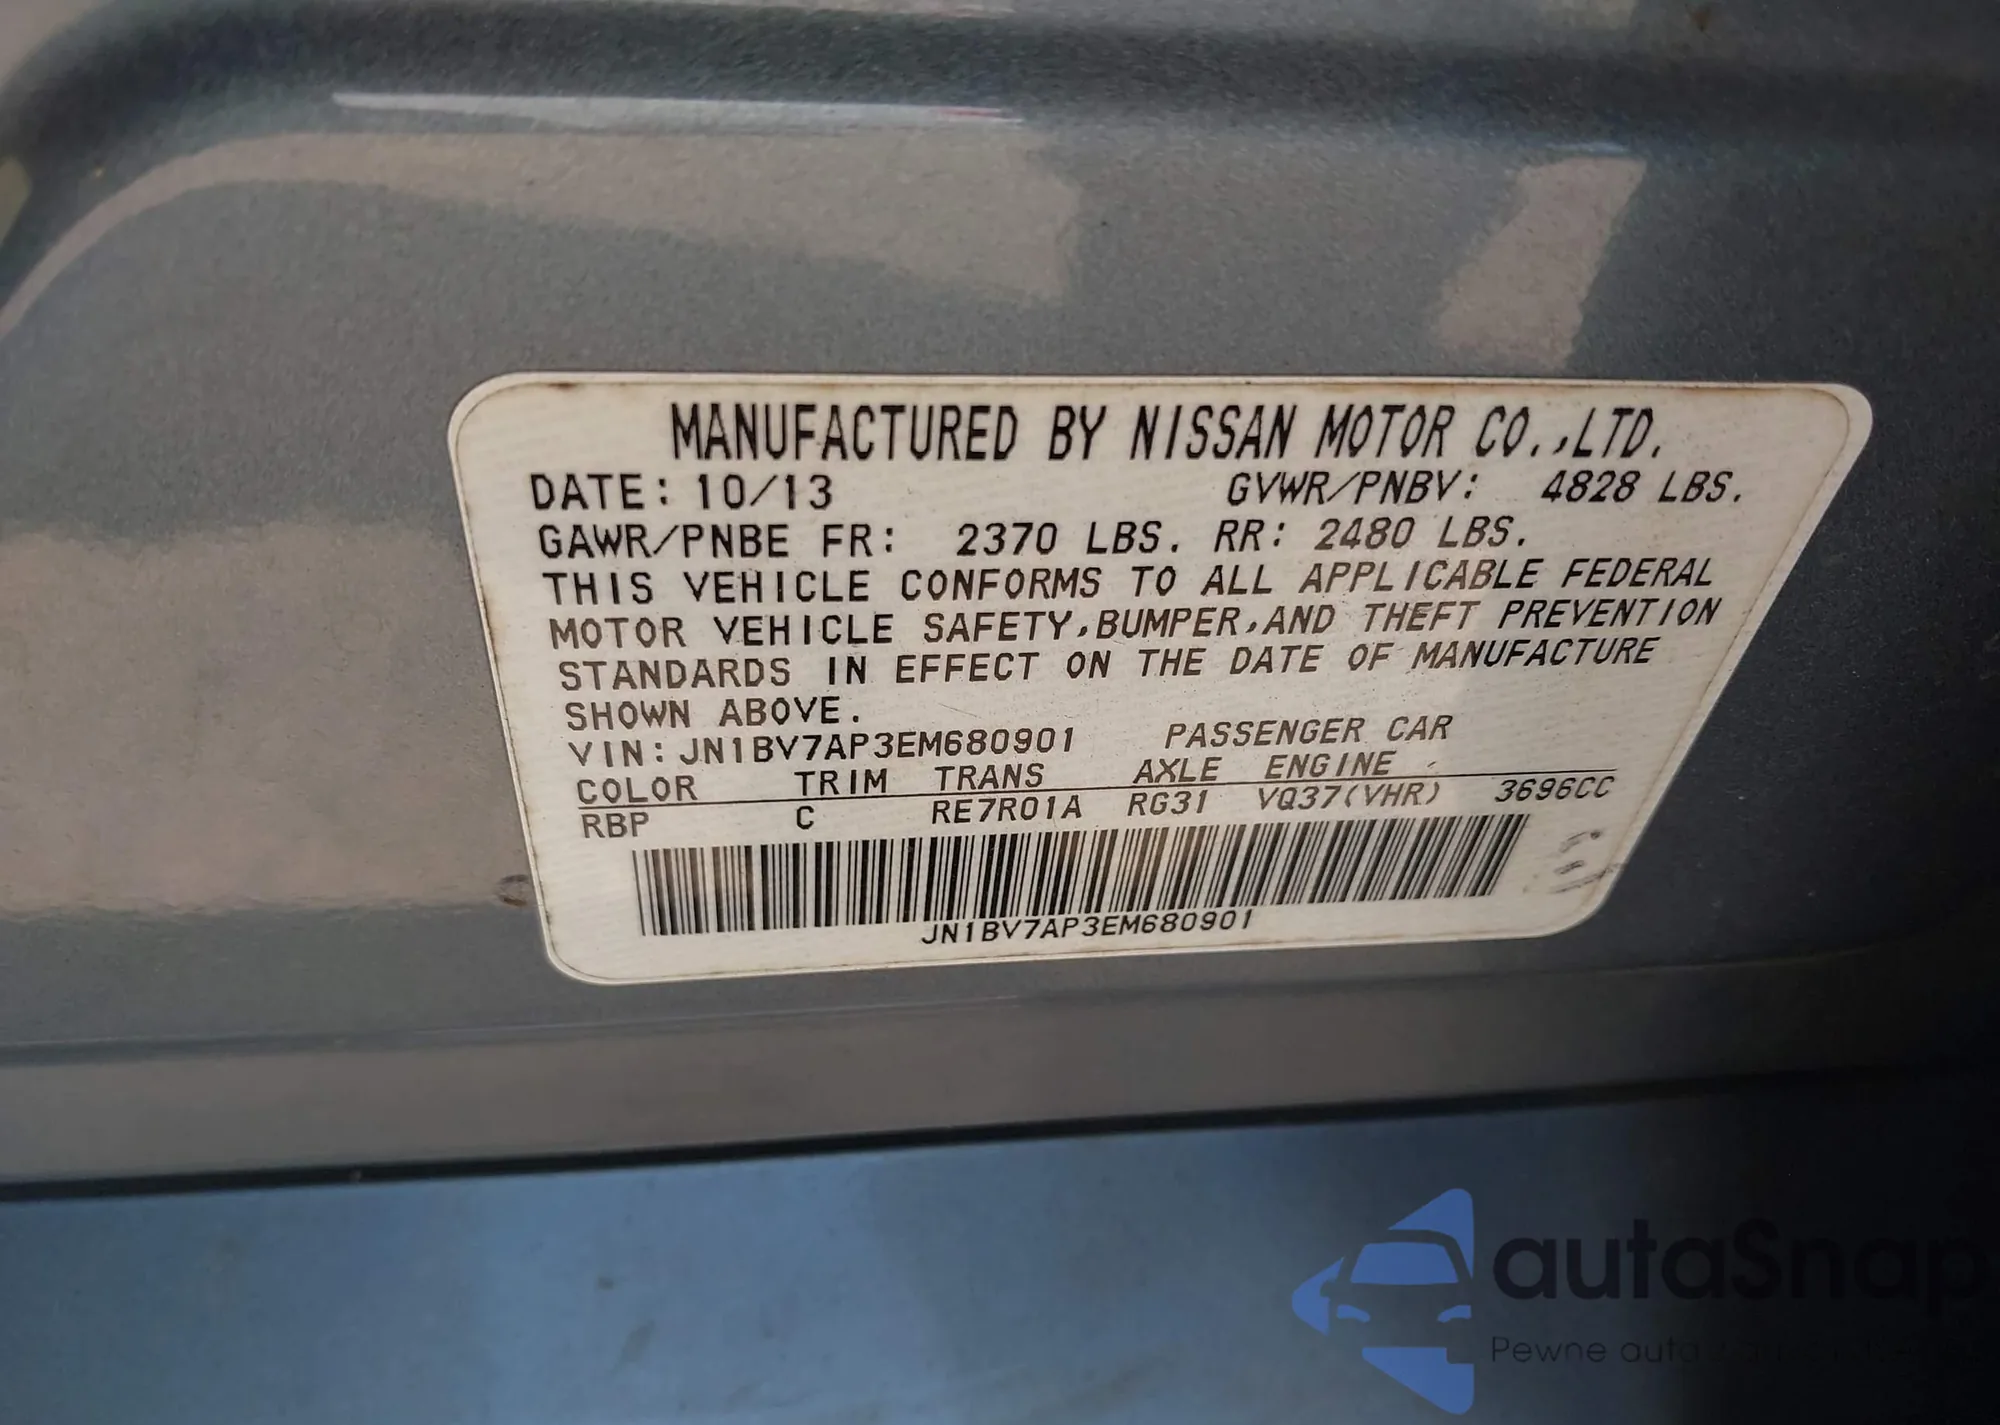 MANUFACTURED BY NISSAN MOTOR CO.,LTD.
DATE: 10/13 GVWR/PNBV: 4828 LBS.
GAWR/PNBE FR: 2370 LBS. RR: 2480 LBS.
THIS VEHICLE CONFORMS TO ALL APPLICABLE FEDERAL
MOTOR VEHICLE SAFETY,BUMPER,AND THEFT PREVENTION
STANDARDS IN EFFECT ON THE DATE OF MANUFACTURE
SHOWN ABOVE.
VIN: JN1BV7AP3EM680901 PASSENGER CAR
COLOR TRIM TRANS AXLE ENGINE
RBP C RE7R01A RG31 VQ37(VHR) 3696CC
JN1BV7AP3EM680901
autaSnap
Pewne auta